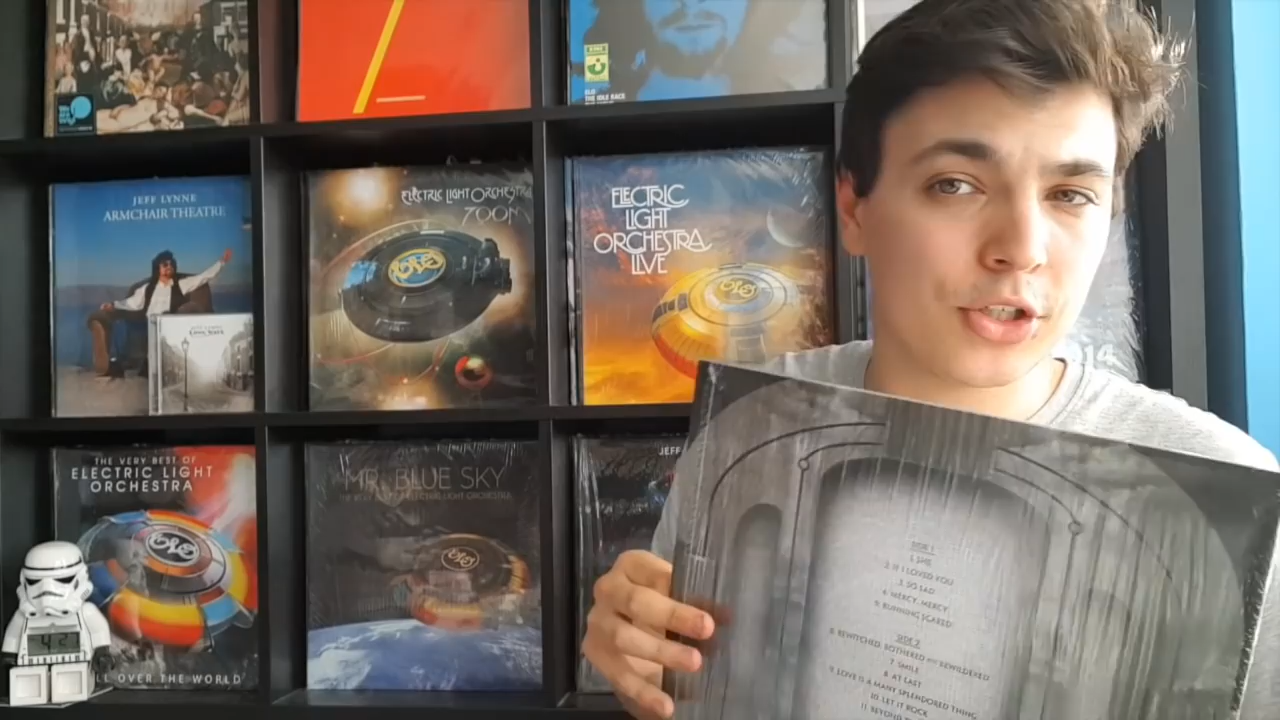 ELO
THE IDLE RACE
JEFF LYNNE
ARMCHAIR THEATRE
ELECTRIC LIGHT ORCHESTRA
ZOOM
ELECTRIC
LIGHT
ORCHESTRA
LIVE
ELO
ELO
THE VERY BEST OF
ELECTRIC LIGHT
ORCHESTRA
ELO
LL OVER THE WORLD
MR. BLUE SKY
THE VERY BEST OF ELECTRIC LIGHT ORCHESTRA
ELO
JEFF
4:2
SIDE 1
1. SHE
2. IF I LOVED YOU
3. SO SAD
4. MERCY, MERCY
5. RUNNING SCARED
SIDE 2
6. BEWITCHED, BOTHERED AND BEWILDERED
7. SMILE
8. AT LAST
9. LOVE IS A MANY SPLENDORED THING
10. LET IT ROCK
11. BEYOND